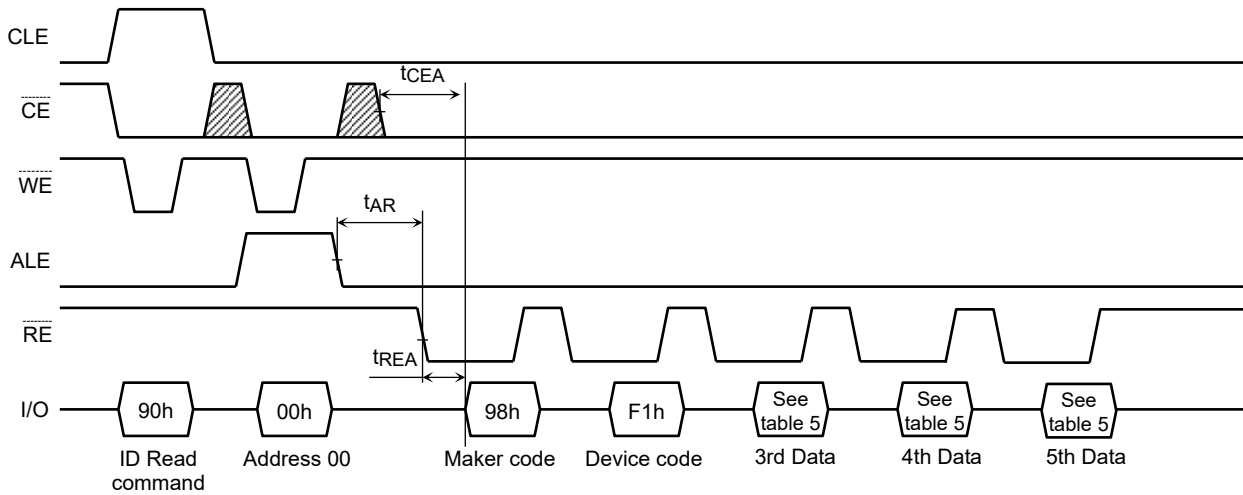 CLE
tCEA
CE
WE
tAR
ALE
RE
tREA
I/O
90h
00h
98h
F1h
See
table 5
See
table 5
See
table 5
ID Read
command
Address 00
Maker code
Device code
3rd Data
4th Data
5th Data